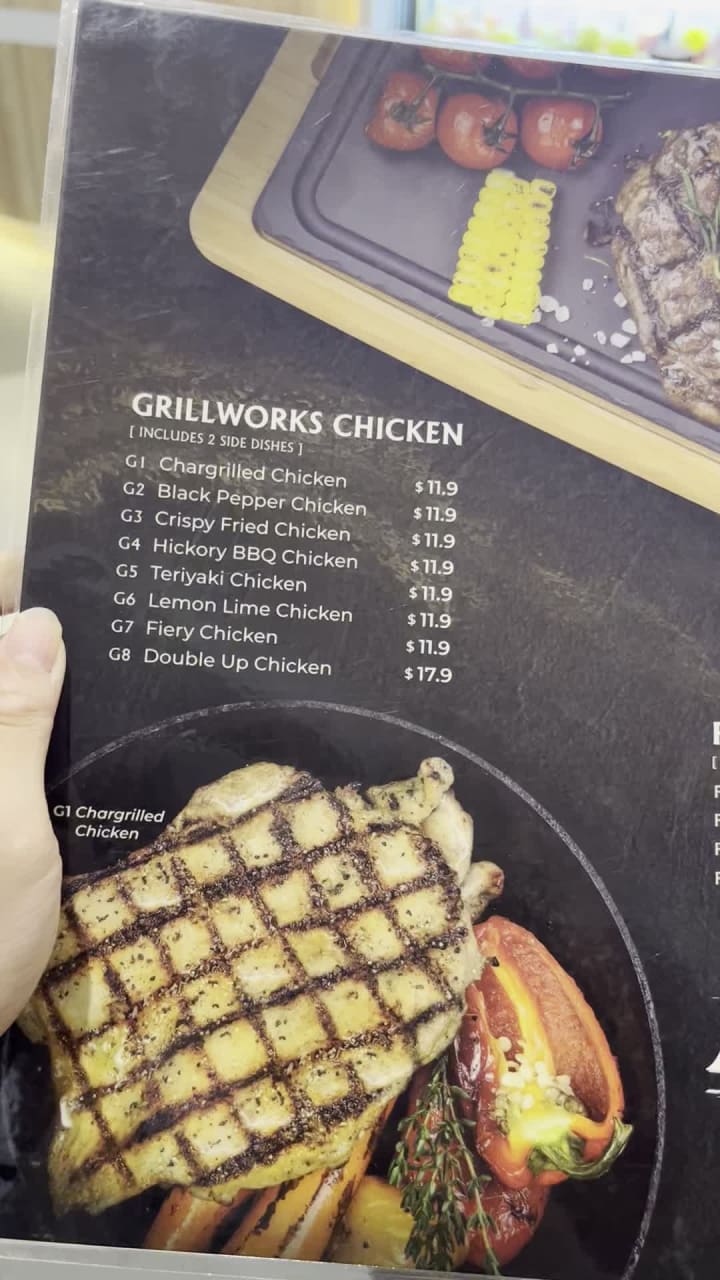 GRILLWORKS CHICKEN
[ INCLUDES 2 SIDE DISHES ]
G1 Chargrilled Chicken $11.9
G2 Black Pepper Chicken $11.9
G3 Crispy Fried Chicken $11.9
G4 Hickory BBQ Chicken $11.9
G5 Teriyaki Chicken $11.9
G6 Lemon Lime Chicken $11.9
G7 Fiery Chicken $11.9
G8 Double Up Chicken $17.9
G1 Chargrilled
Chicken